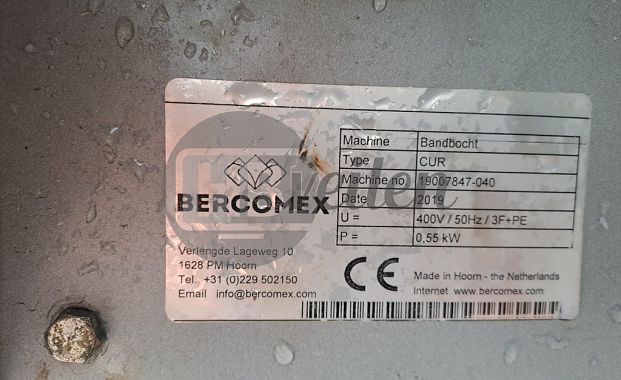 BERCOMEX
Verlengde Lageweg 10
1628 PM Hoorn
Tel. +31 (0)229 502150
Email info@bercomex.com
Machine Bandbocht
Type CUR
Machine no. 19007847-040
Date 2019
U = 400V / 50Hz / 3F+PE
P = 0,55 kW
CE
Made in Hoorn - the Netherlands
Internet www.bercomex.com